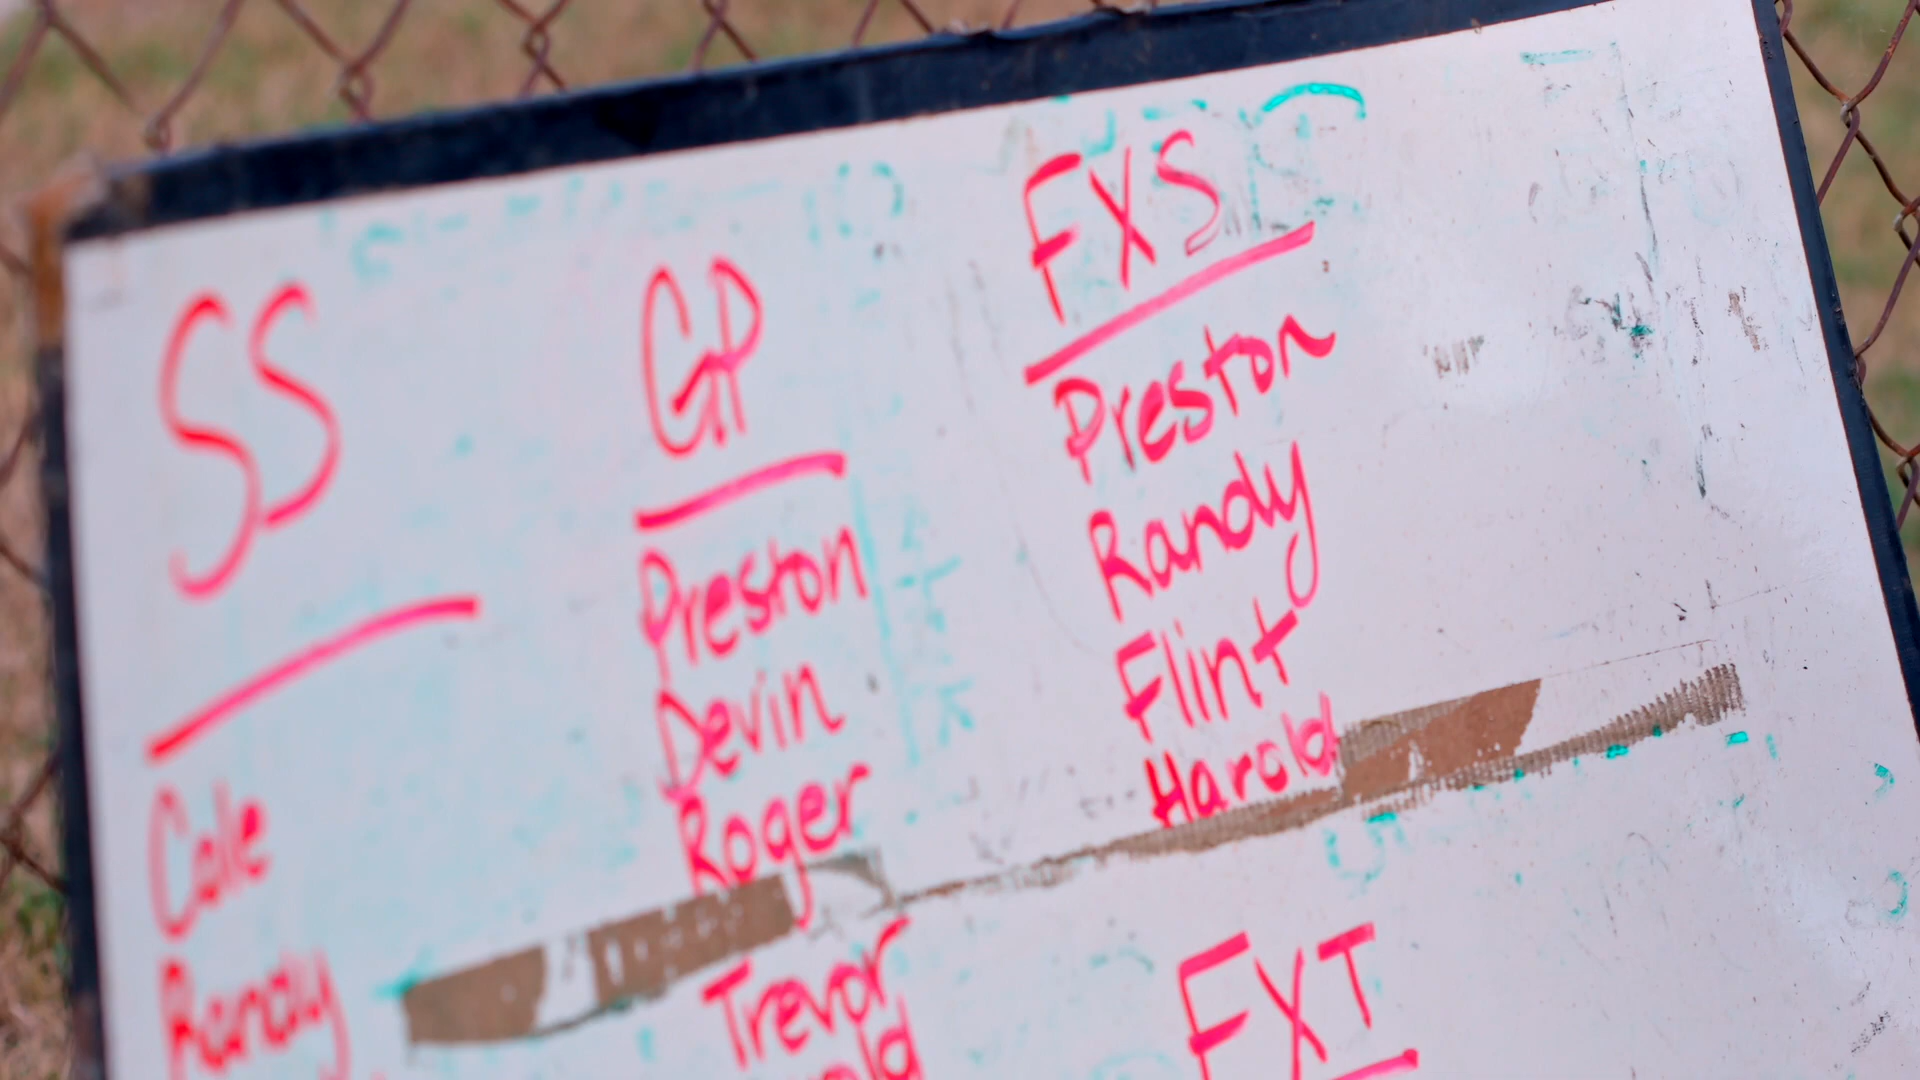 SS
Cole
Randy
GP
Preston
Devin
Roger
Trevor
FXS
Preston
Randy
Flint
Harold
FXT